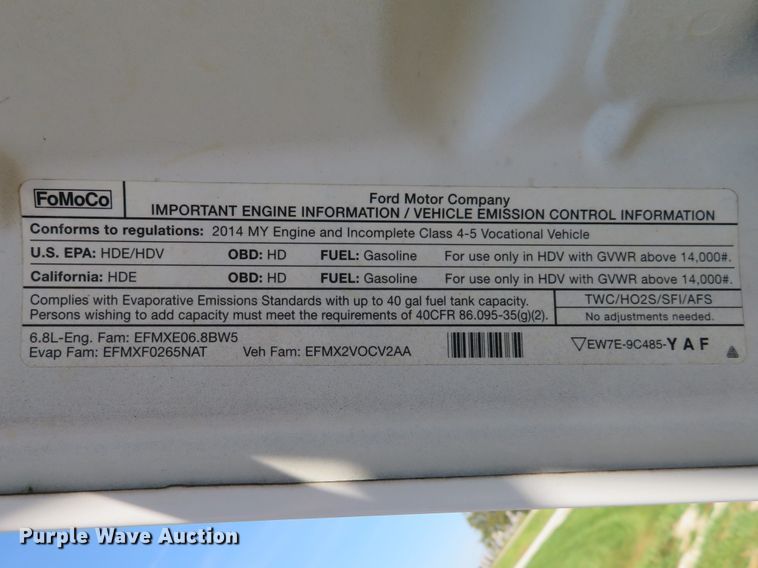 FoMoCo
Ford Motor Company
IMPORTANT ENGINE INFORMATION / VEHICLE EMISSION CONTROL INFORMATION
Conforms to regulations: 2014 MY Engine and Incomplete Class 4-5 Vocational Vehicle
U.S. EPA: HDE/HDV OBD: HD FUEL: Gasoline For use only in HDV with GVWR above 14,000#.
California: HDE OBD: HD FUEL: Gasoline For use only in HDV with GVWR above 14,000#.
Complies with Evaporative Emissions Standards with up to 40 gal fuel tank capacity.
Persons wishing to add capacity must meet the requirements of 40CFR 86.095-35(g)(2).
TWC/HO2S/SFI/AFS
No adjustments needed.
6.8L-Eng. Fam: EFMXE06.8BW5
Evap Fam: EFMXF0265NAT Veh Fam: EFMX2VOCV2AA
▽EW7E-9C485-YAF
Purple Wave Auction